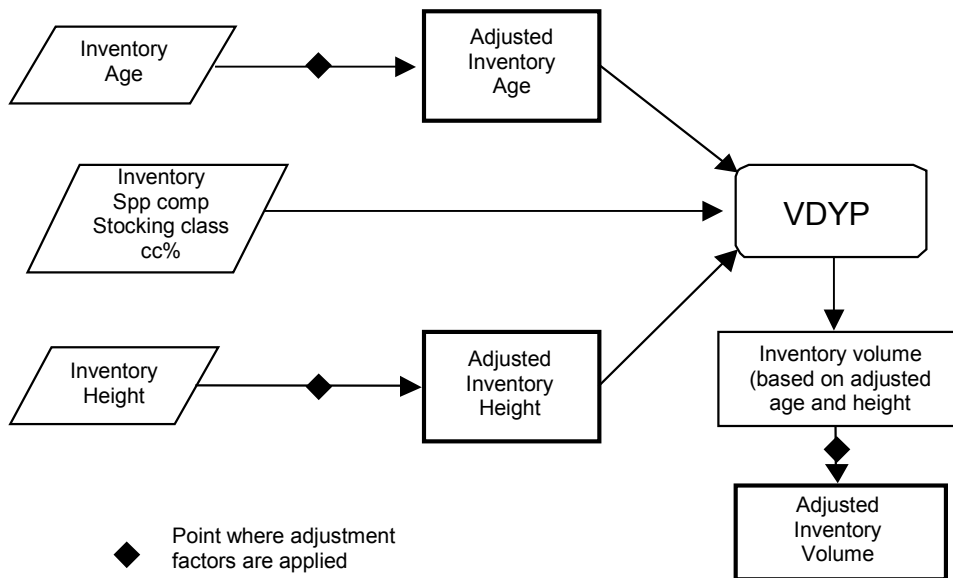 Inventory
Age
Adjusted
Inventory
Age
Inventory
Spp comp
Stocking class
cc%
VDYP
Inventory
Height
Adjusted
Inventory
Height
Inventory volume
(based on adjusted
age and height
Adjusted
Inventory
Volume
Point where adjustment
factors are applied